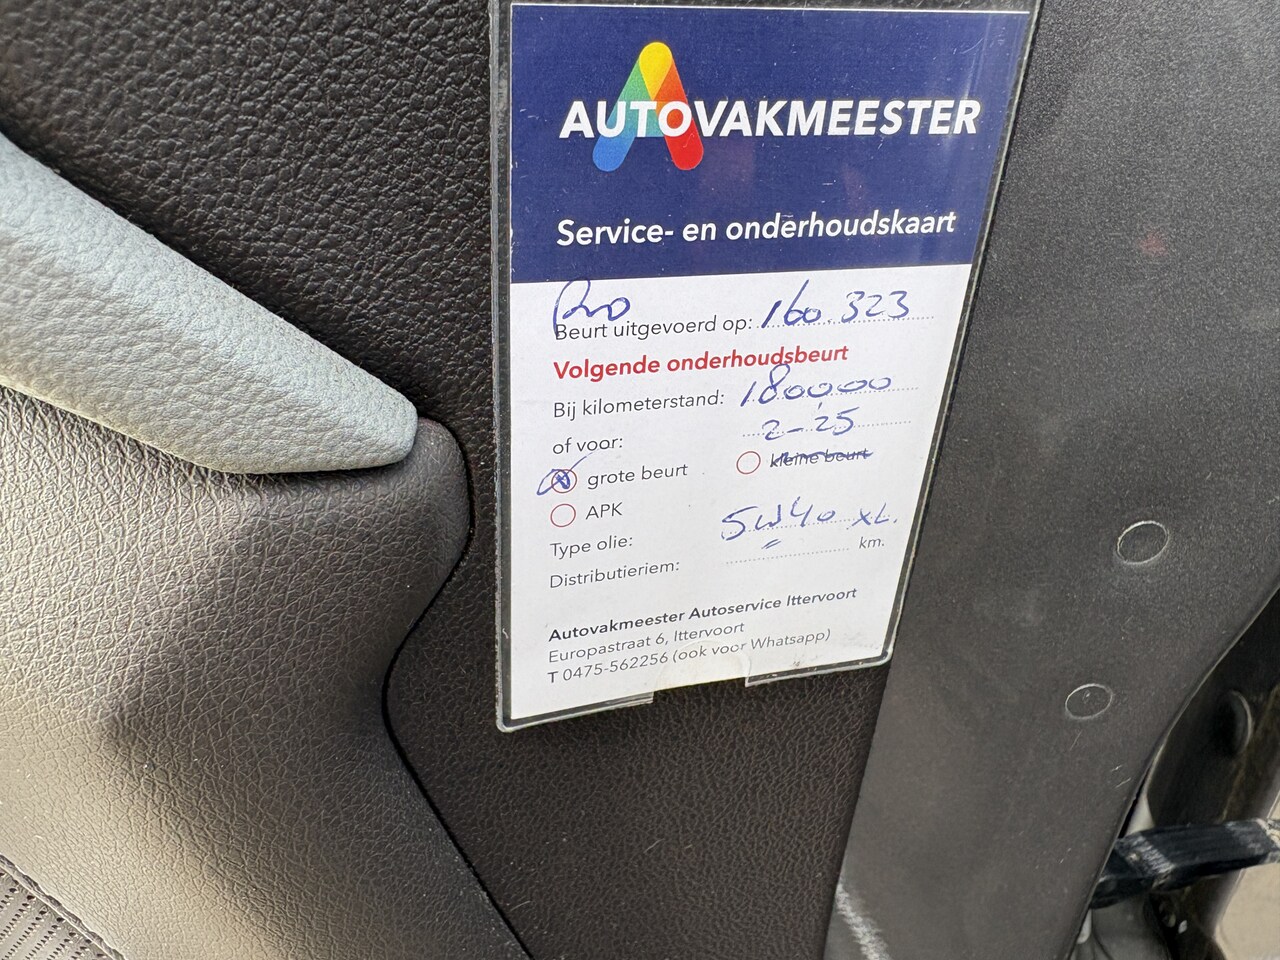 AUTOVAKMEESTER
Service- en onderhoudskaart
Beurt uitgevoerd op: 160.323
Volgende onderhoudsbeurt
Bij kilometerstand: 180000
of voor: 2-'25
grote beurt kleine beurt
APK
Type olie: 5W40 XL.
Distributieriem: km.
Autovakmeester Autoservice Ittervoort
Europastraat 6, Ittervoort
T 0475-562256 (ook voor Whatsapp)